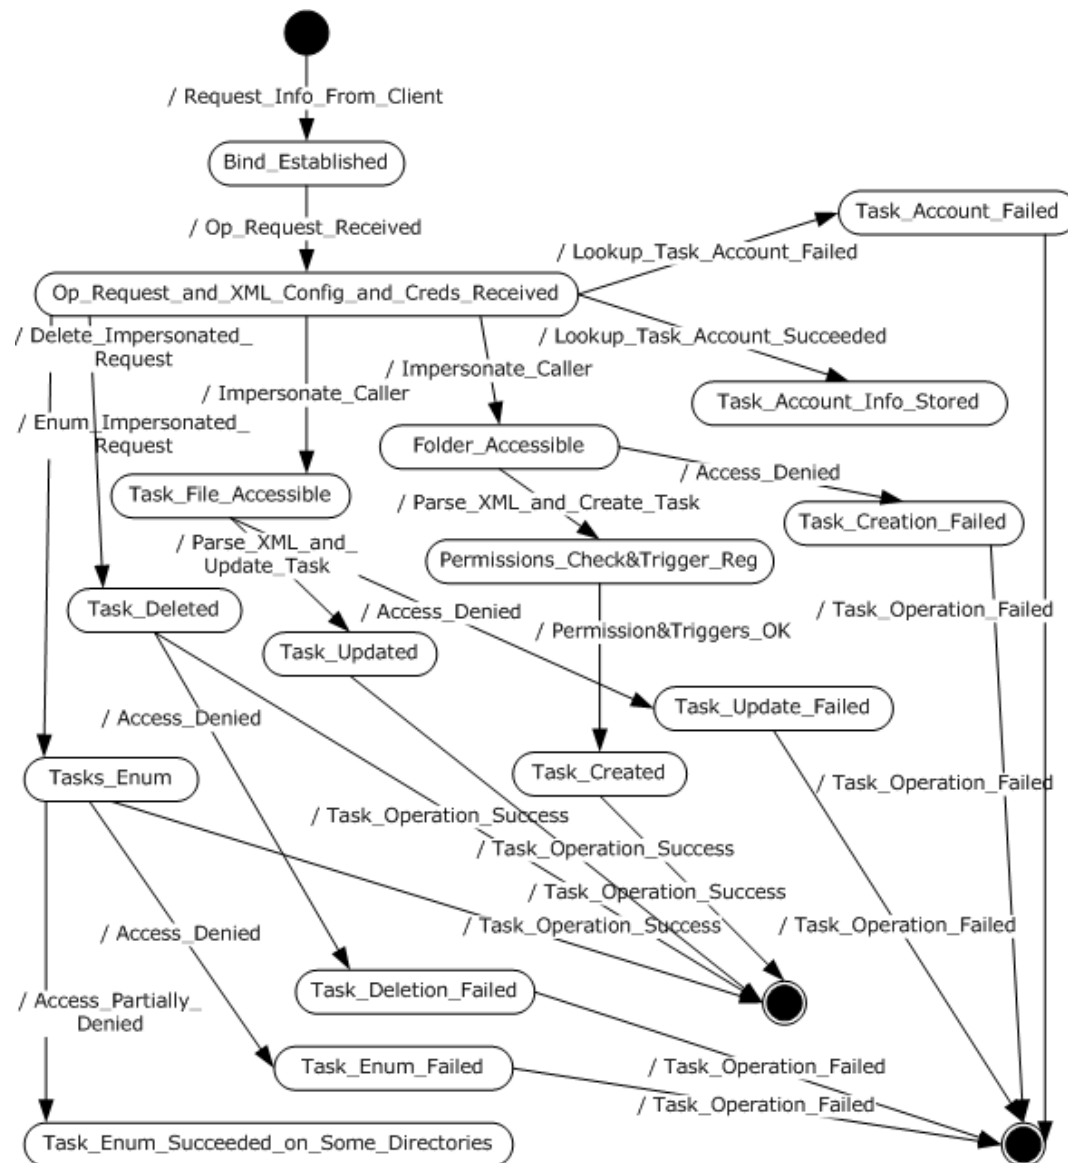 / Request_Info_From_Client
Bind_Established
Task_Account_Failed
/ Op_Request_Received
/ Lookup_Task_Account_Failed
Op_Request_and_XML_Config_and_Creds_Received
/ Delete_Impersonated_
Request
/ Lookup_Task_Account_Succeeded
/ Impersonate_Caller
/ Impersonate_Caller
Task_Account_Info_Stored
/ Enum_Impersonated_
Request
Folder_Accessible
/ Access_Denied
Task_File_Accessible
/ Parse_XML_and_Create_Task
Task_Creation_Failed
/ Parse_XML_and_
Update_Task
Permissions_Check&Trigger_Reg
Task_Deleted
/ Access_Denied
/ Task_Operation_Failed
/ Permission&Triggers_OK
Task_Updated
Task_Update_Failed
/ Access_Denied
Tasks_Enum
Task_Created
/ Task_Operation_Failed
/ Task_Operation_Success
/ Task_Operation_Success
/ Task_Operation_Success
/ Task_Operation_Success
/ Task_Operation_Failed
/ Access_Denied
Task_Deletion_Failed
/ Access_Partially_
Denied
Task_Enum_Failed
/ Task_Operation_Failed
/ Task_Operation_Failed
Task_Enum_Succeeded_on_Some_Directories